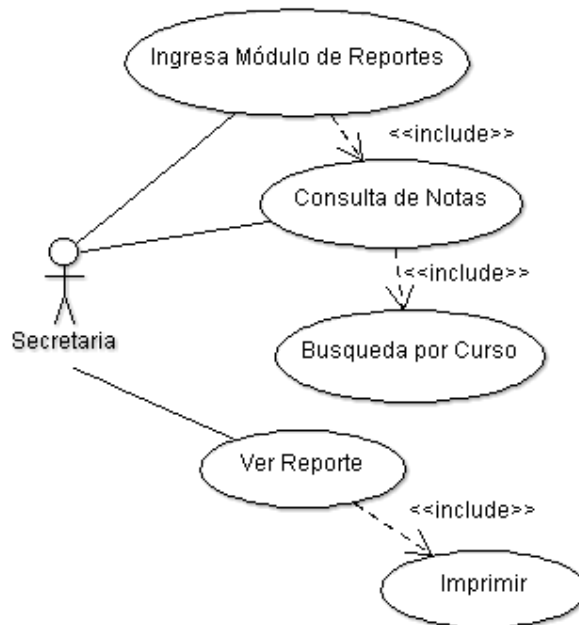 Ingresa Módulo de Reportes
<<include>>
Consulta de Notas
<<include>>
Secretaria
Busqueda por Curso
Ver Reporte
<<include>>
Imprimir